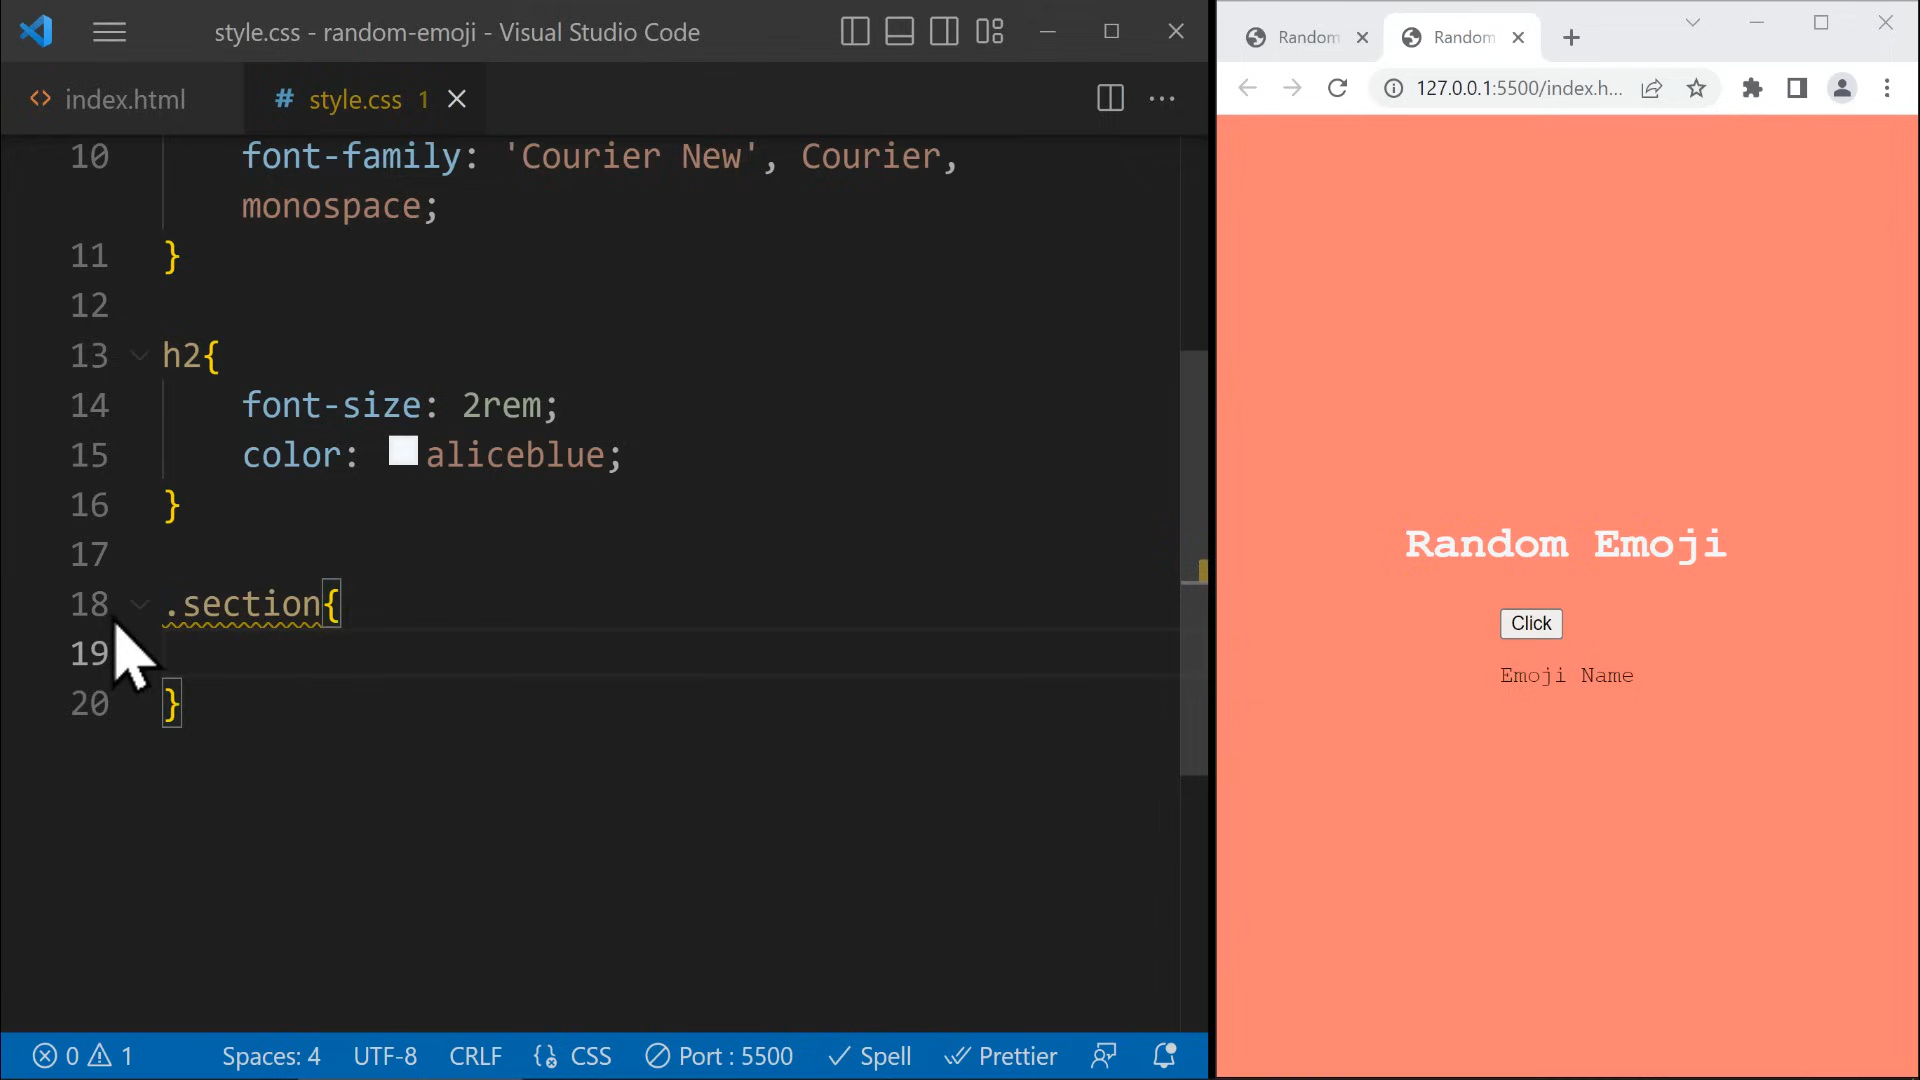 style.css - random-emoji - Visual Studio Code
index.html
style.css 1
10 font-family: 'Courier New', Courier,
monospace;
11 }
12
13 h2{
14 font-size: 2rem;
15 color: aliceblue;
16 }
17
18 .section{
19
20 }
0 1 Spaces: 4 UTF-8 CRLF CSS Port : 5500 Spell Prettier
Random Random
127.0.0.1:5500/index.h...
Random Emoji
Click
Emoji Name